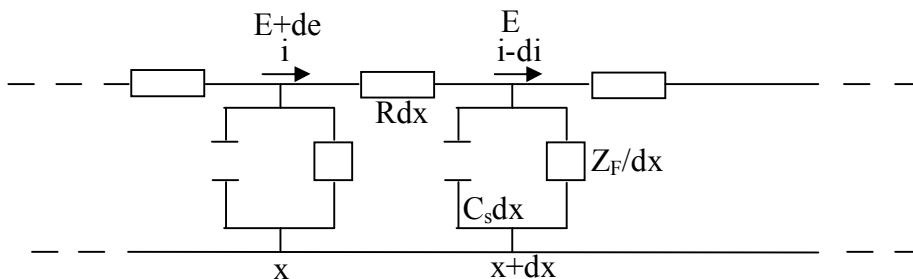 E+de
i
E
i-di
Rdx
Z_F/dx
C_sdx
x
x+dx